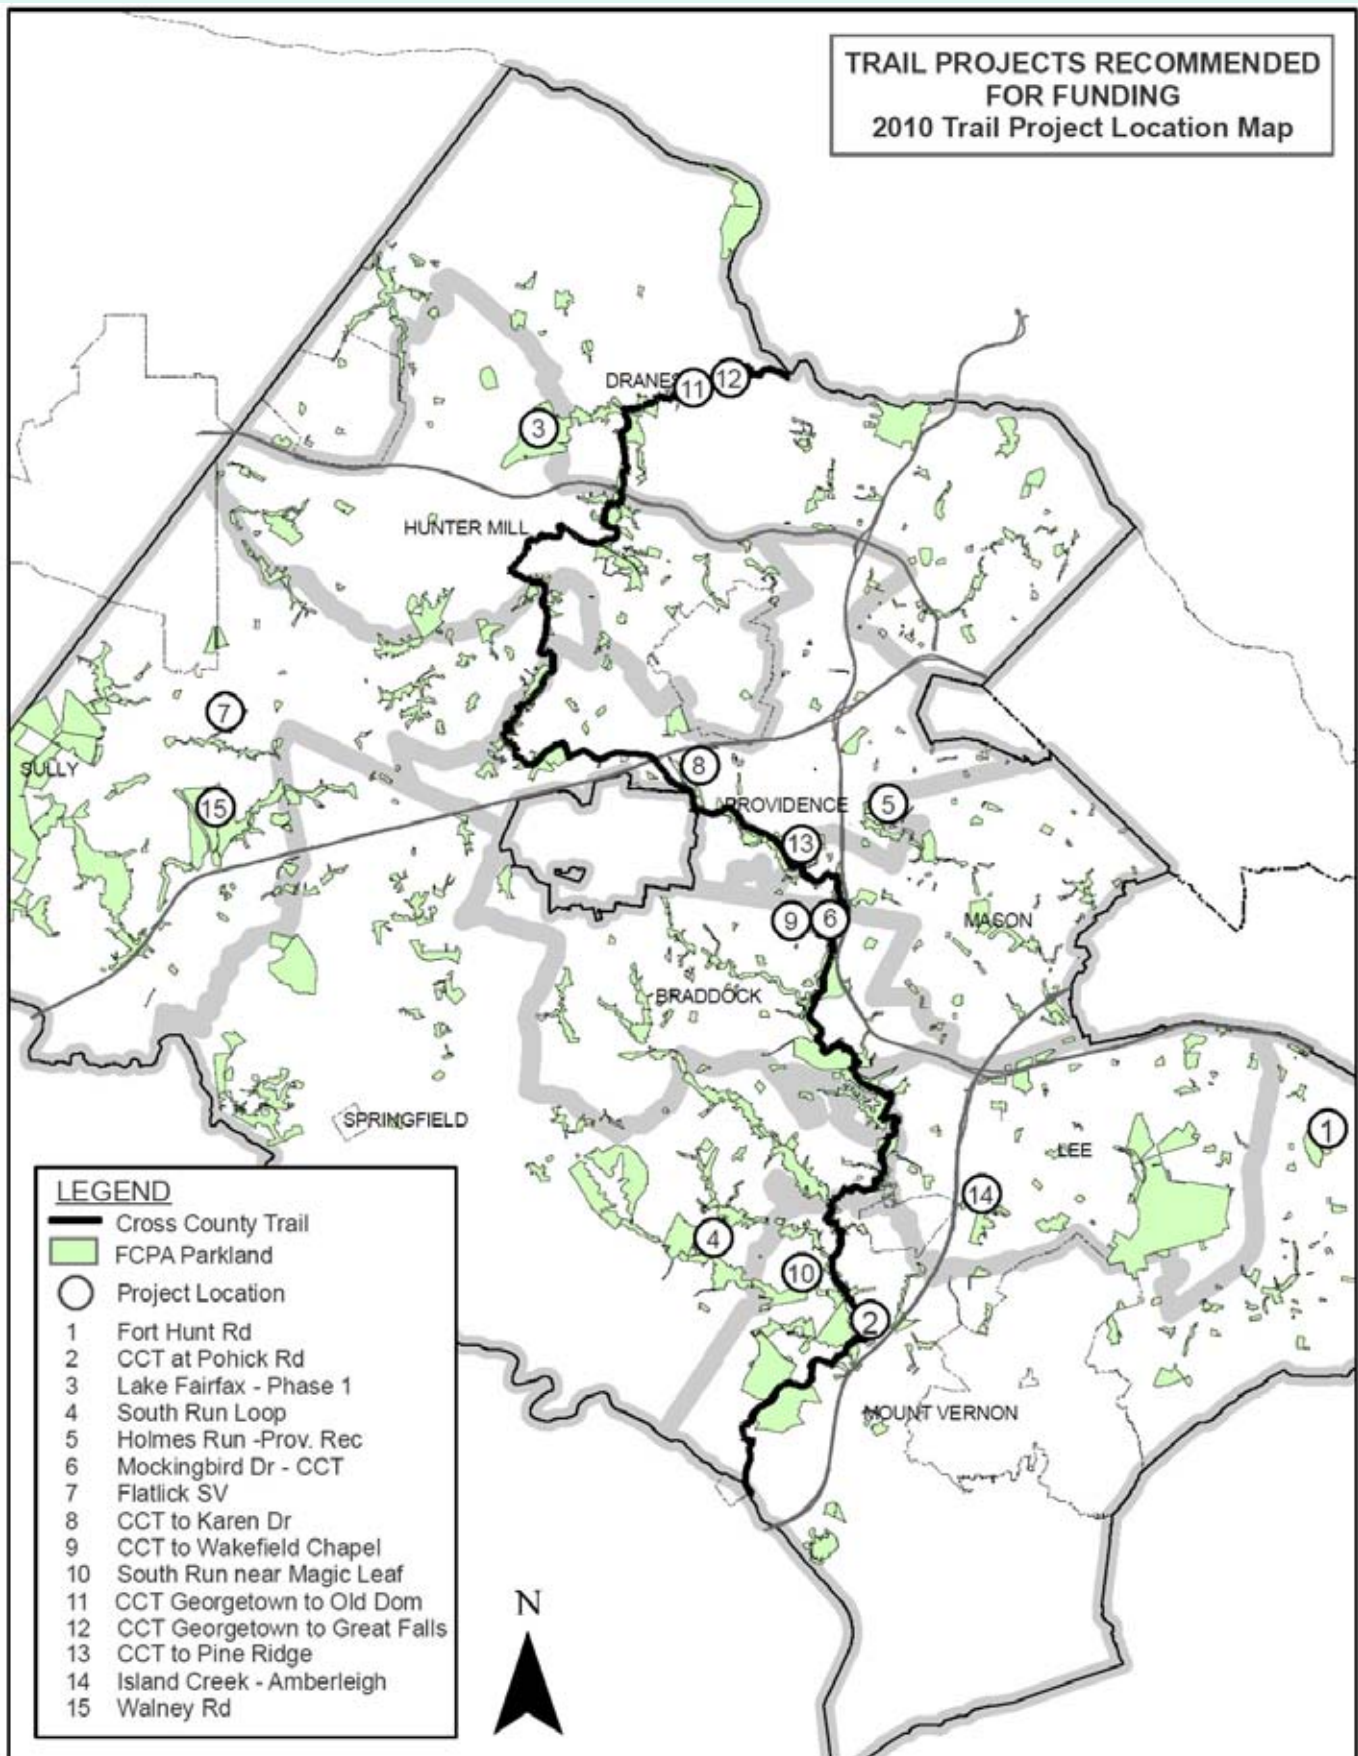 TRAIL PROJECTS RECOMMENDED
FOR FUNDING
2010 Trail Project Location Map
DRANES
11
12
3
HUNTER MILL
7
SULLY
15
8
PROVIDENCE
5
13
9
6
MASON
BRADDOCK
SPRINGFIELD
1
LEE
14
4
10
2
MOUNT VERNON
LEGEND
Cross County Trail
FCPA Parkland
Project Location
1 Fort Hunt Rd
2 CCT at Pohick Rd
3 Lake Fairfax - Phase 1
4 South Run Loop
5 Holmes Run -Prov. Rec
6 Mockingbird Dr - CCT
7 Flatlick SV
8 CCT to Karen Dr
9 CCT to Wakefield Chapel
10 South Run near Magic Leaf
11 CCT Georgetown to Old Dom
12 CCT Georgetown to Great Falls
13 CCT to Pine Ridge
14 Island Creek - Amberleigh
15 Walney Rd
N